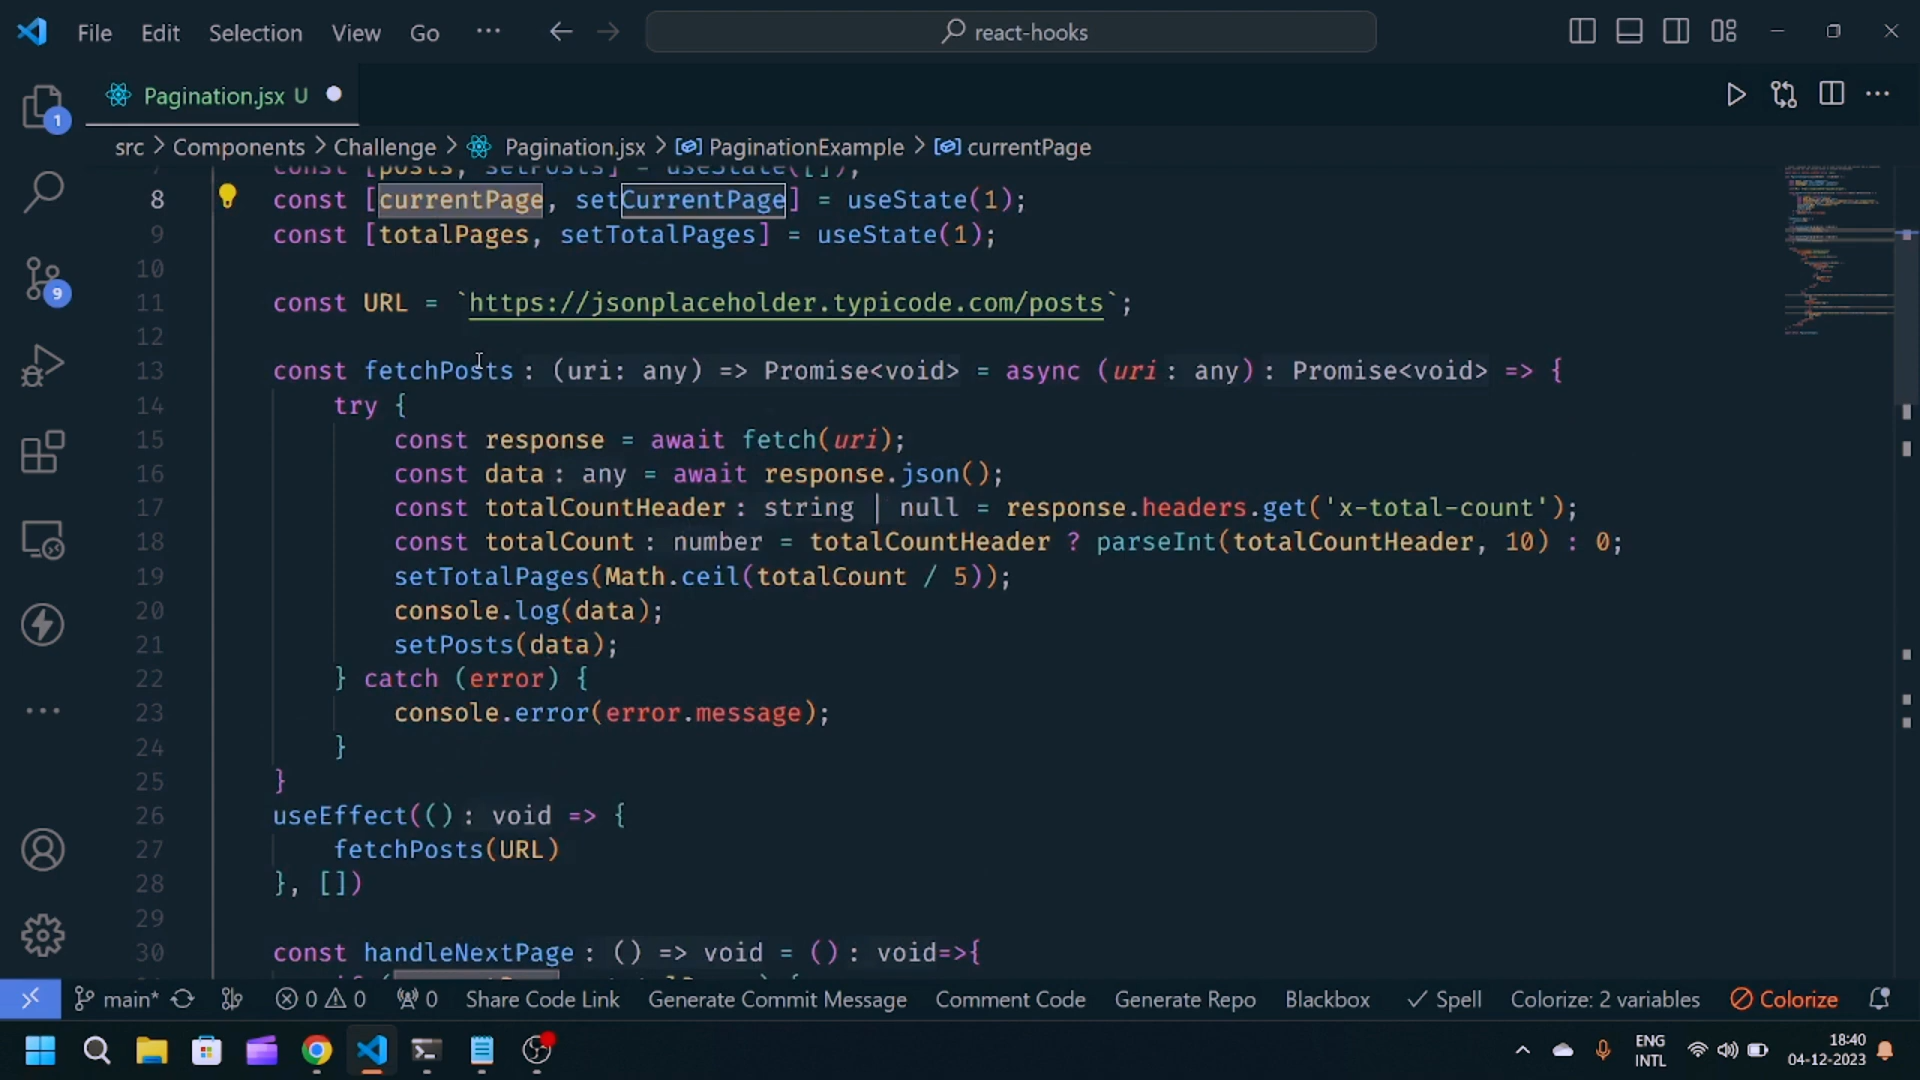 File Edit Selection View Go ... react-hooks
Pagination.jsx U
src > Components > Challenge > Pagination.jsx > PaginationExample > currentPage
7 const [posts, setPosts] = useState([]);
8 const [currentPage, setCurrentPage] = useState(1);
9 const [totalPages, setTotalPages] = useState(1);
10
11 const URL = `https://jsonplaceholder.typicode.com/posts`;
12
13 const fetchPosts: (uri: any) => Promise<void> = async (uri: any): Promise<void> => {
14 try {
15 const response = await fetch(uri);
16 const data: any = await response.json();
17 const totalCountHeader: string | null = response.headers.get('x-total-count');
18 const totalCount: number = totalCountHeader ? parseInt(totalCountHeader, 10) : 0;
19 setTotalPages(Math.ceil(totalCount / 5));
20 console.log(data);
21 setPosts(data);
22 } catch (error) {
23 console.error(error.message);
24 }
25 }
26 useEffect((): void => {
27 fetchPosts(URL)
28 }, [])
29
30 const handleNextPage: () => void = (): void=>{
1
9
main* 0 0 0 Share Code Link Generate Commit Message Comment Code Generate Repo Blackbox Spell Colorize: 2 variables Colorize
ENG INTL 18:40 04-12-2023